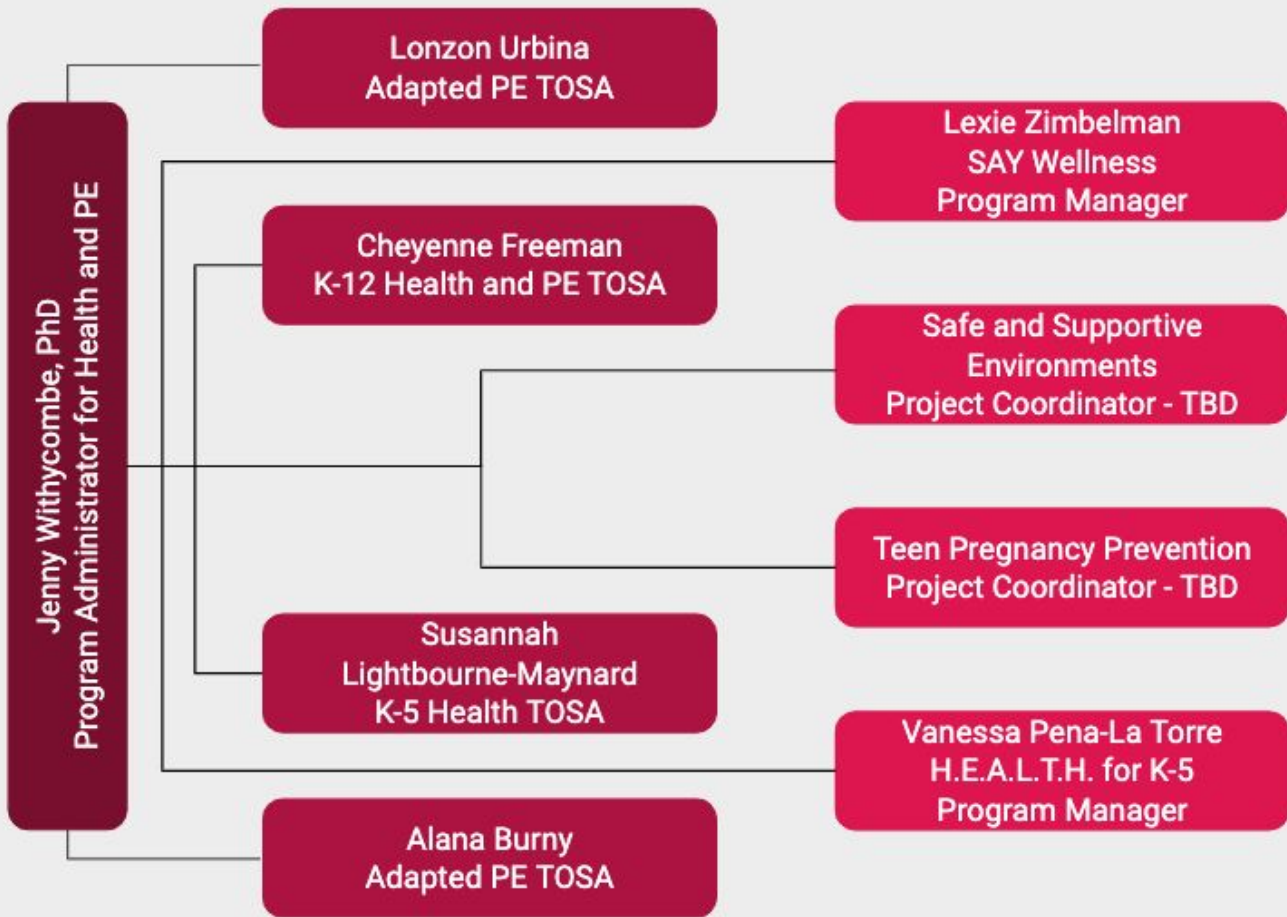 Jenny Withycombe, PhD
Program Administrator for Health and PE
Lonzon Urbina
Adapted PE TOSA
Cheyenne Freeman
K-12 Health and PE TOSA
Susannah
Lightbourne-Maynard
K-5 Health TOSA
Alana Burny
Adapted PE TOSA
Lexie Zimbelman
SAY Wellness
Program Manager
Safe and Supportive
Environments
Project Coordinator - TBD
Teen Pregnancy Prevention
Project Coordinator - TBD
Vanessa Pena-La Torre
H.E.A.L.T.H. for K-5
Program Manager